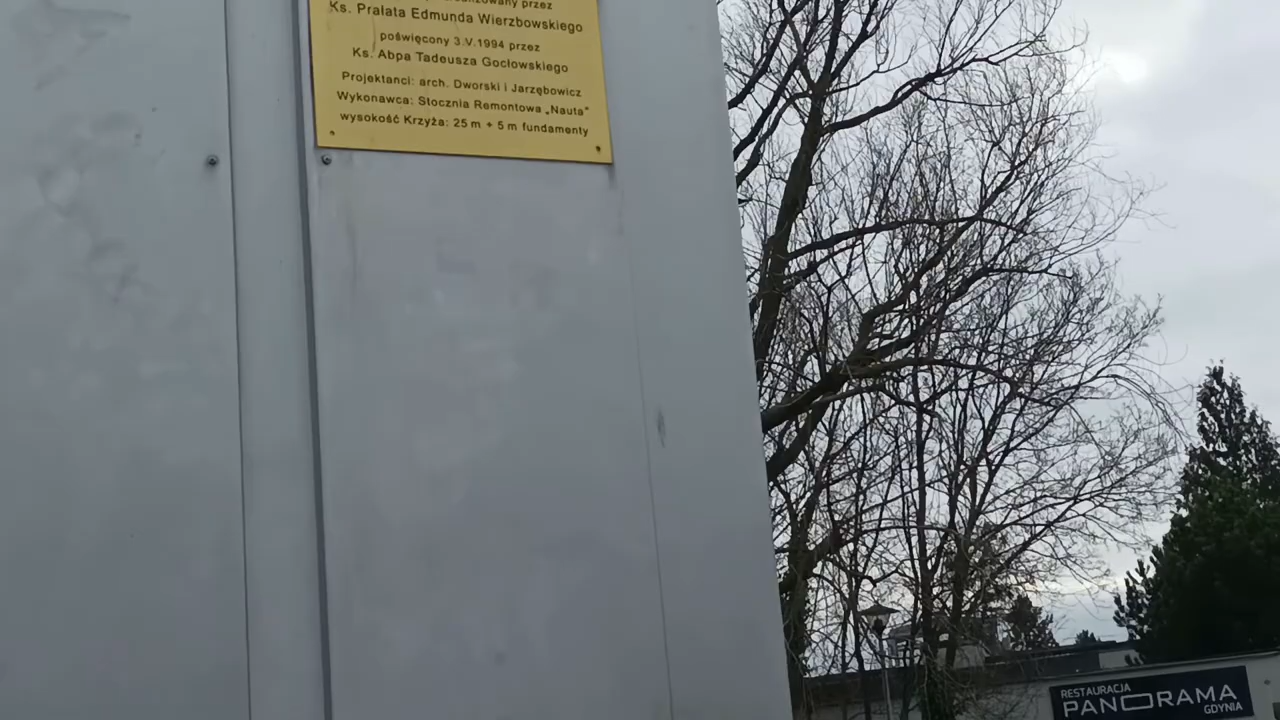 przez
Ks. Prałata Edmunda Wierzbowskiego
poświęcony 3.V.1994 przez
Ks. Abpa Tadeusza Gocłowskiego
Projektanci: arch. Dworski i Jarzębowicz
Wykonawca: Stocznia Remontowa „Nauta"
wysokość Krzyża: 25 m + 5 m fundamenty
RESTAURACJA
PANORAMA
GDYNIA